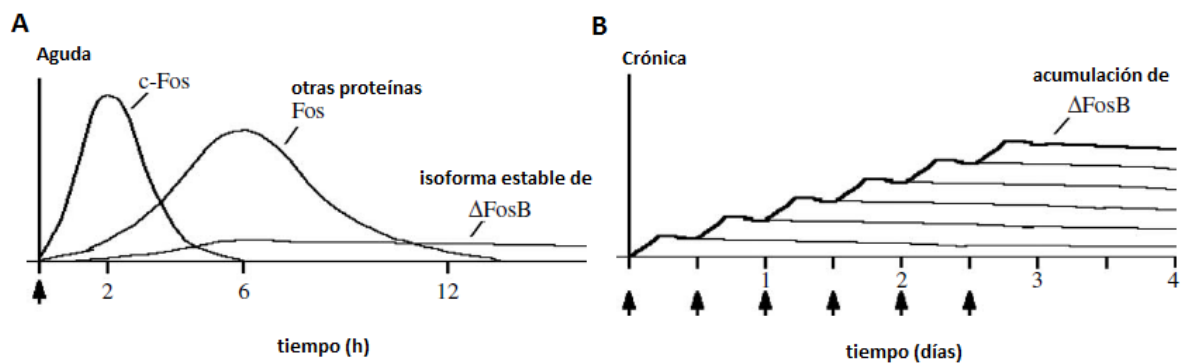 A
Aguda
c-Fos
otras proteínas
Fos
isoforma estable de
ΔFosB
2
6
12
tiempo (h)
B
Crónica
acumulación de
ΔFosB
1
2
3
4
tiempo (días)